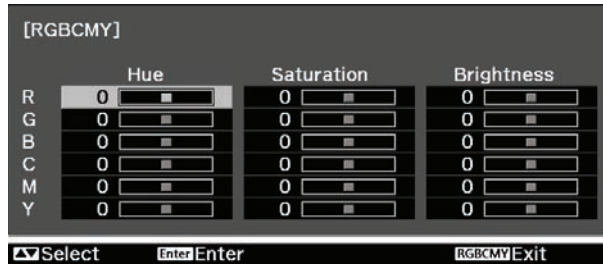 [RGBCMY]
Hue Saturation Brightness
R 0 0 0
G 0 0 0
B 0 0 0
C 0 0 0
M 0 0 0
Y 0 0 0
Select Enter Enter RGBCMY Exit